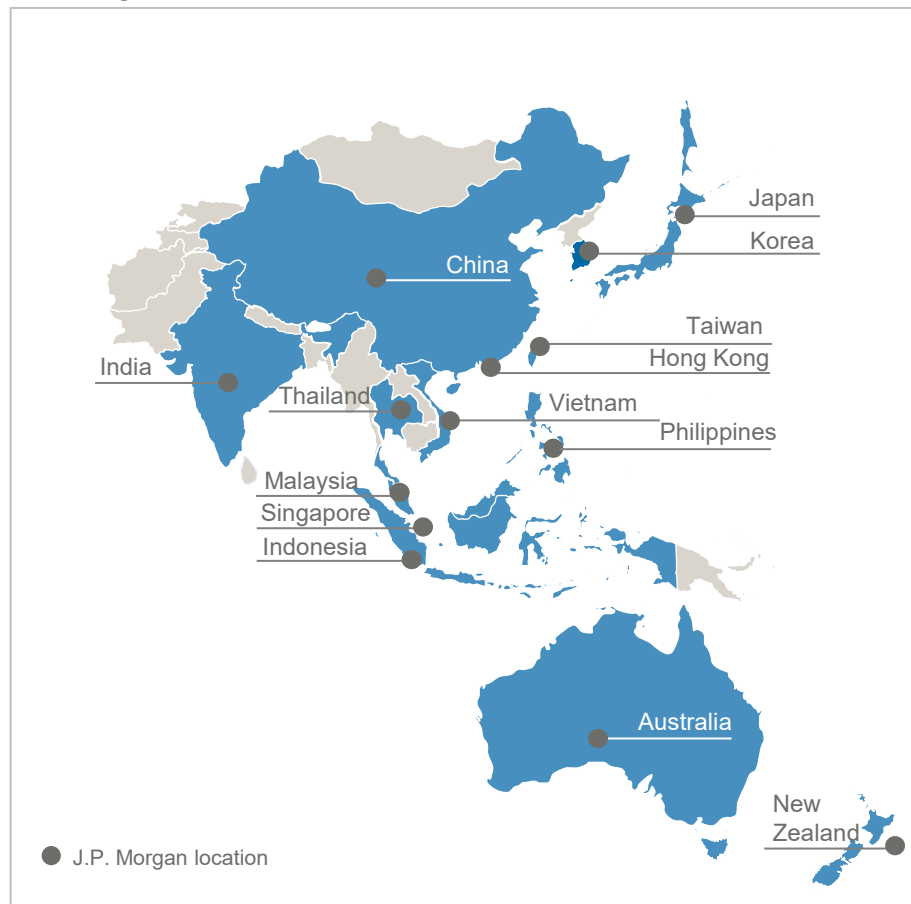 Japan
Korea
China
Taiwan
Hong Kong
India
Thailand
Vietnam
Philippines
Malaysia
Singapore
Indonesia
Australia
New
Zealand
J.P. Morgan location